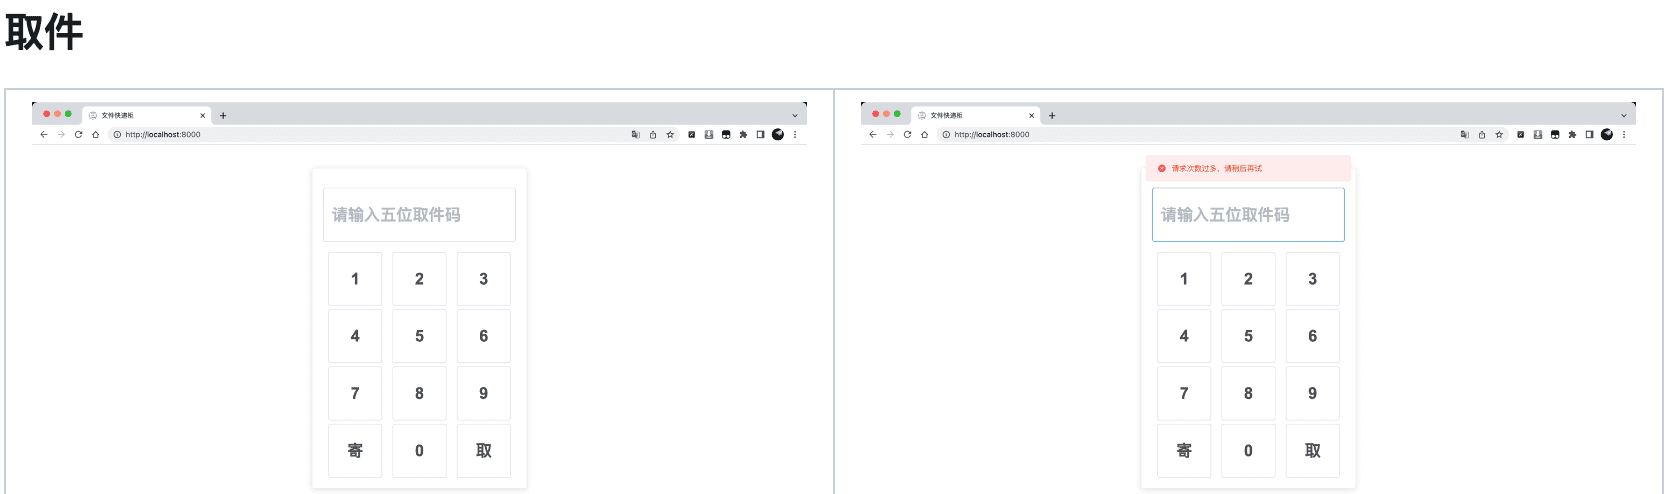 取件
文件快递柜
http://localhost:8000
请输入五位取件码
1 2 3
4 5 6
7 8 9
寄 0 取
文件快递柜
http://localhost:8000
请求次数过多，请稍后再试
请输入五位取件码
1 2 3
4 5 6
7 8 9
寄 0 取